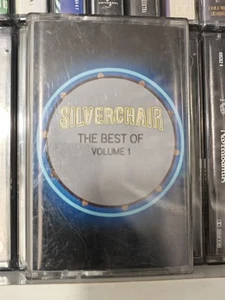 SILVERCHAIR
THE BEST OF
VOLUME 1